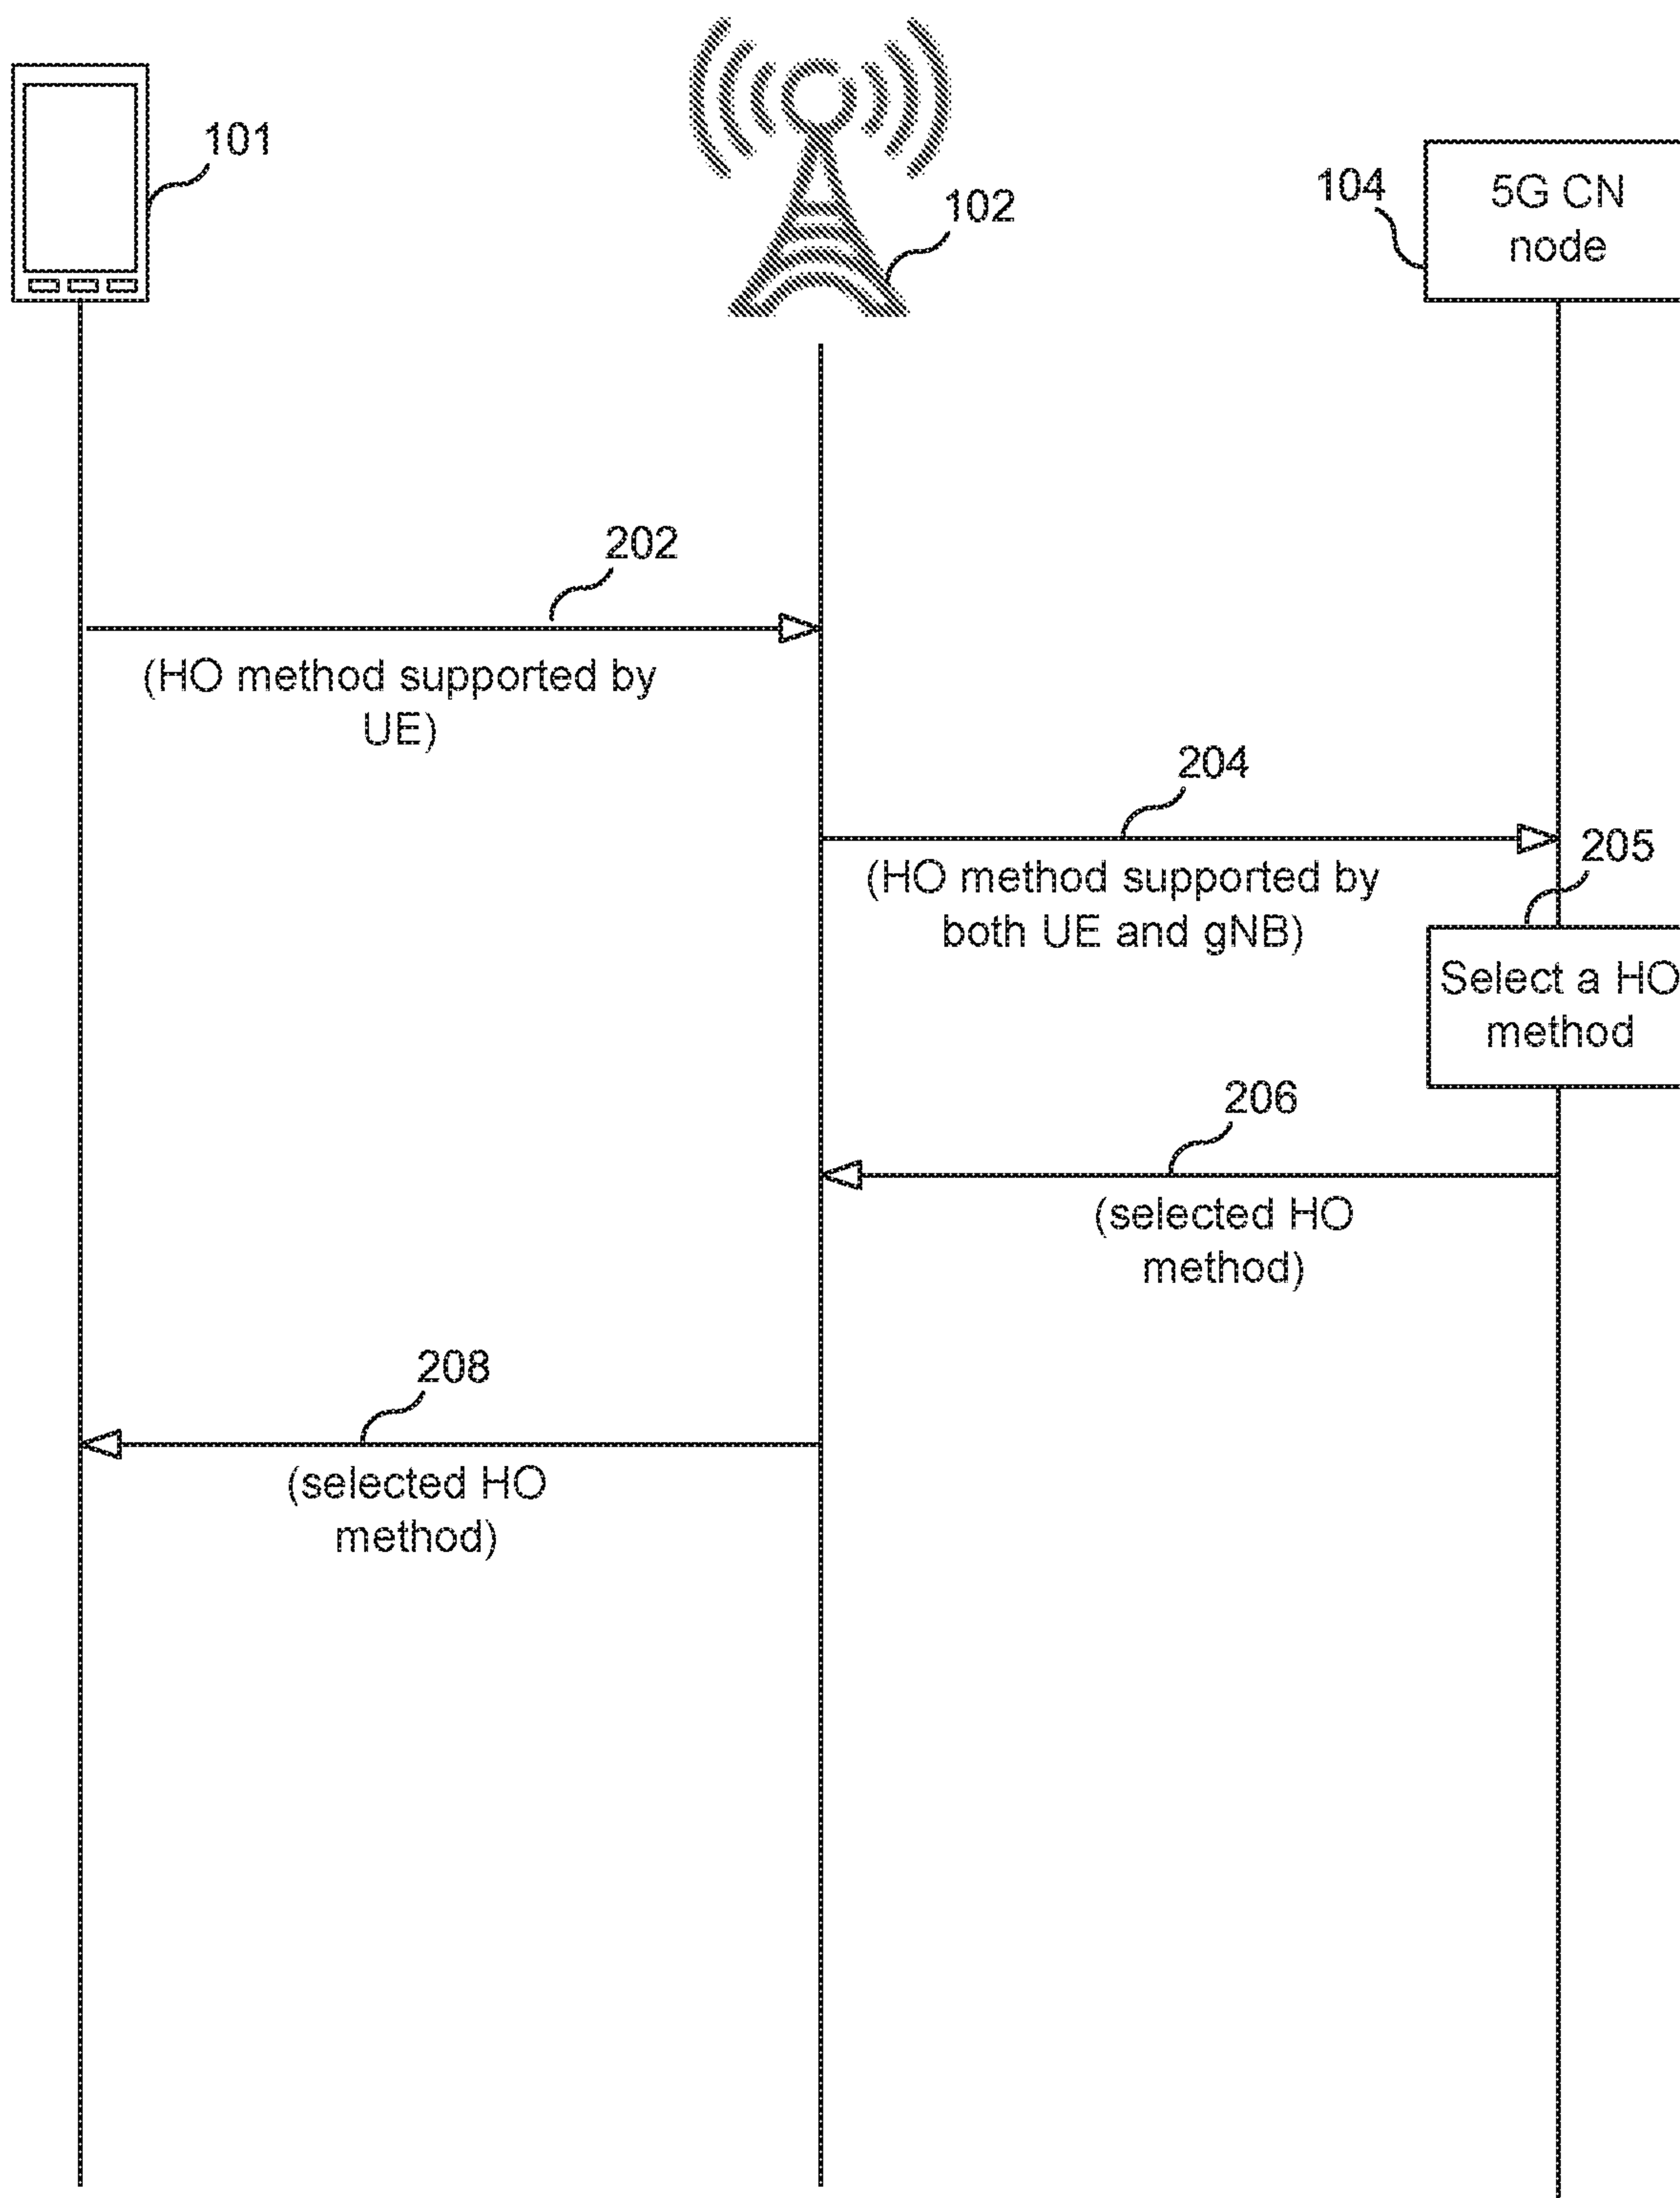 101
102
104
5G CN
node
202
(HO method supported by
UE)
204
(HO method supported by
both UE and gNB)
205
Select a HO
method
206
(selected HO
method)
208
(selected HO
method)